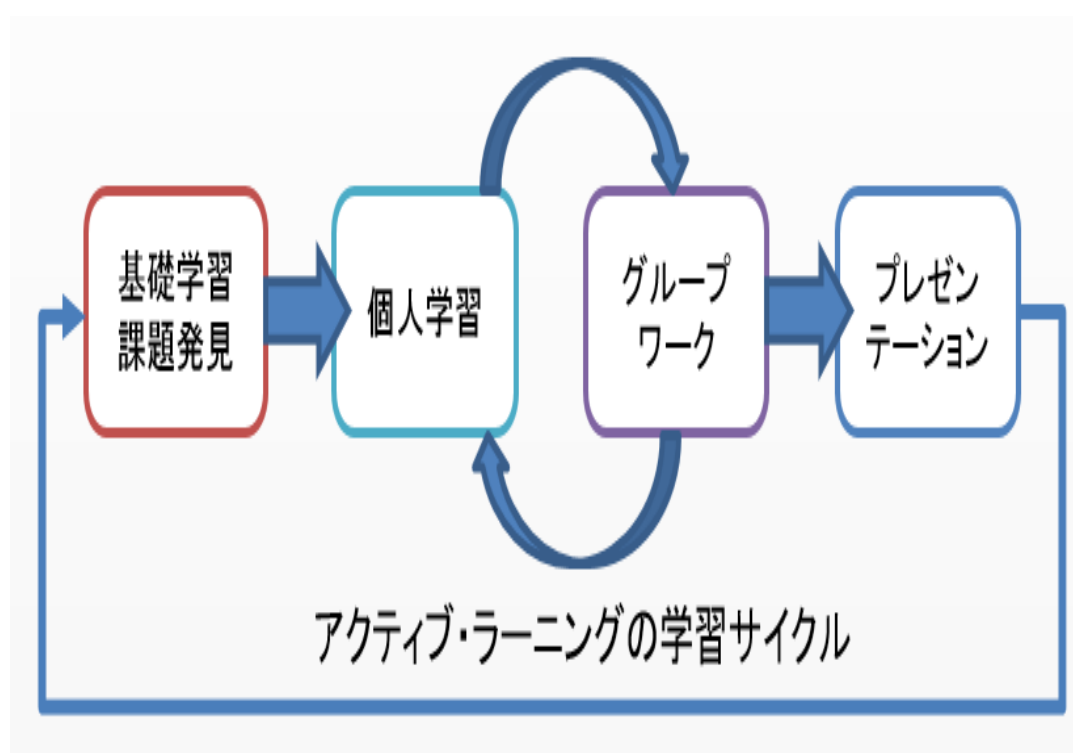 基礎学習
課題発見
個人学習
グループ
ワーク
プレゼン
テーション
アクティブ・ラーニングの学習サイクル